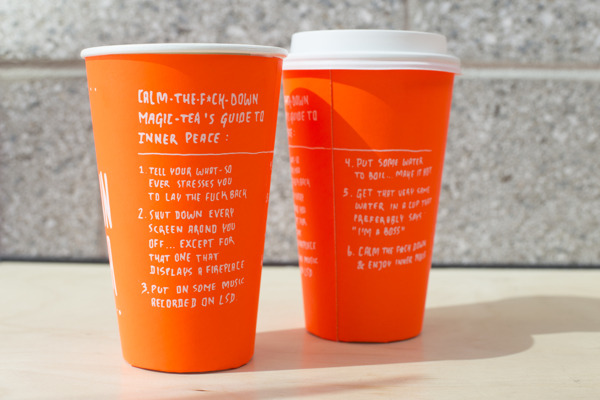 CALM-THE-F*CK-DOWN
MAGIC-TEA'S GUIDE TO
INNER PEACE:
1. TELL YOUR WHAT-SO
EVER STRESSES YOU
TO LAY THE FUCK BACK
2. SHUT DOWN EVERY
SCREEN AROUND YOU
OFF... EXCEPT FOR
THAT ONE THAT
DISPLAYS A FIREPLACE
3. PUT ON SOME MUSIC
RECORDED ON LSD.
4. PUT SOME WATER
TO BOIL.. MAKE IT HOT
5. GET THAT VERY SAME
WATER IN A CUP THAT
PREFERABLY SAYS
"I'M A BOSS"
6. CALM THE F*CK DOWN
& ENJOY INNER PEACE